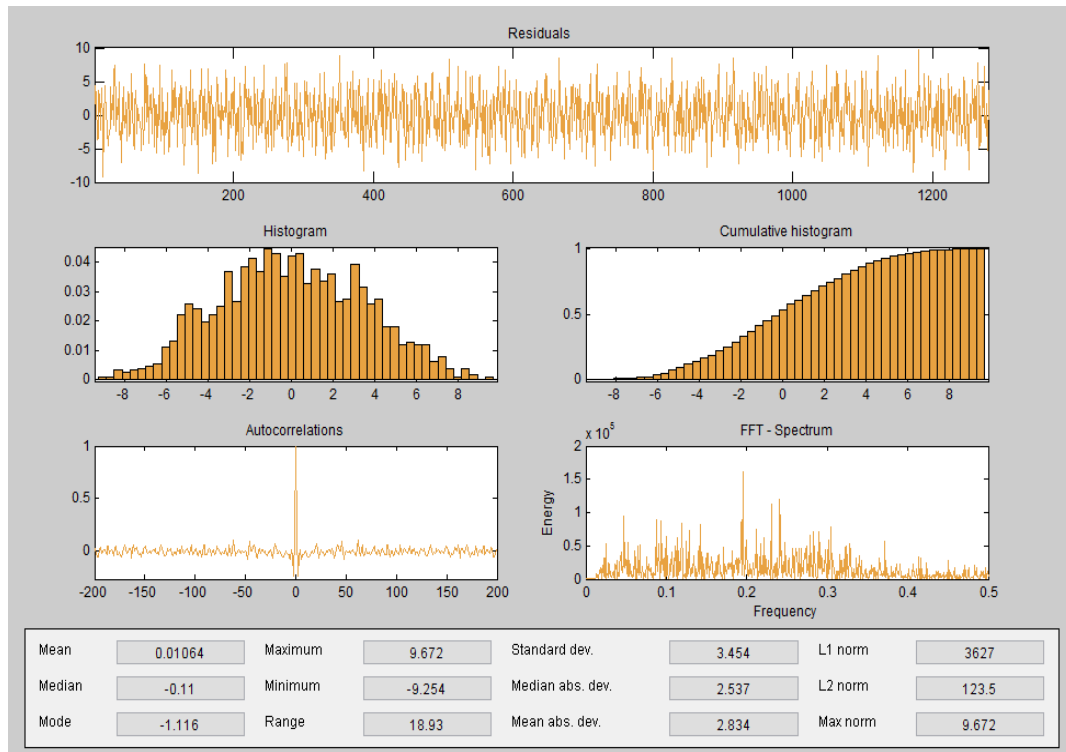 Residuals
10
5
0
-5
-10
200 400 600 800 1000 1200
Histogram
0.04
0.03
0.02
0.01
0
-8 -6 -4 -2 0 2 4 6 8
Cumulative histogram
1
0.5
0
-8 -6 -4 -2 0 2 4 6 8
Autocorrelations
1
0.5
0
-200 -150 -100 -50 0 50 100 150 200
FFT - Spectrum
x 10^5
2
1.5
1
0.5
0
Energy
0 0.1 0.2 0.3 0.4 0.5
Frequency
Mean 0.01064 Maximum 9.672 Standard dev. 3.454 L1 norm 3627
Median -0.11 Minimum -9.254 Median abs. dev. 2.537 L2 norm 123.5
Mode -1.116 Range 18.93 Mean abs. dev. 2.834 Max norm 9.672